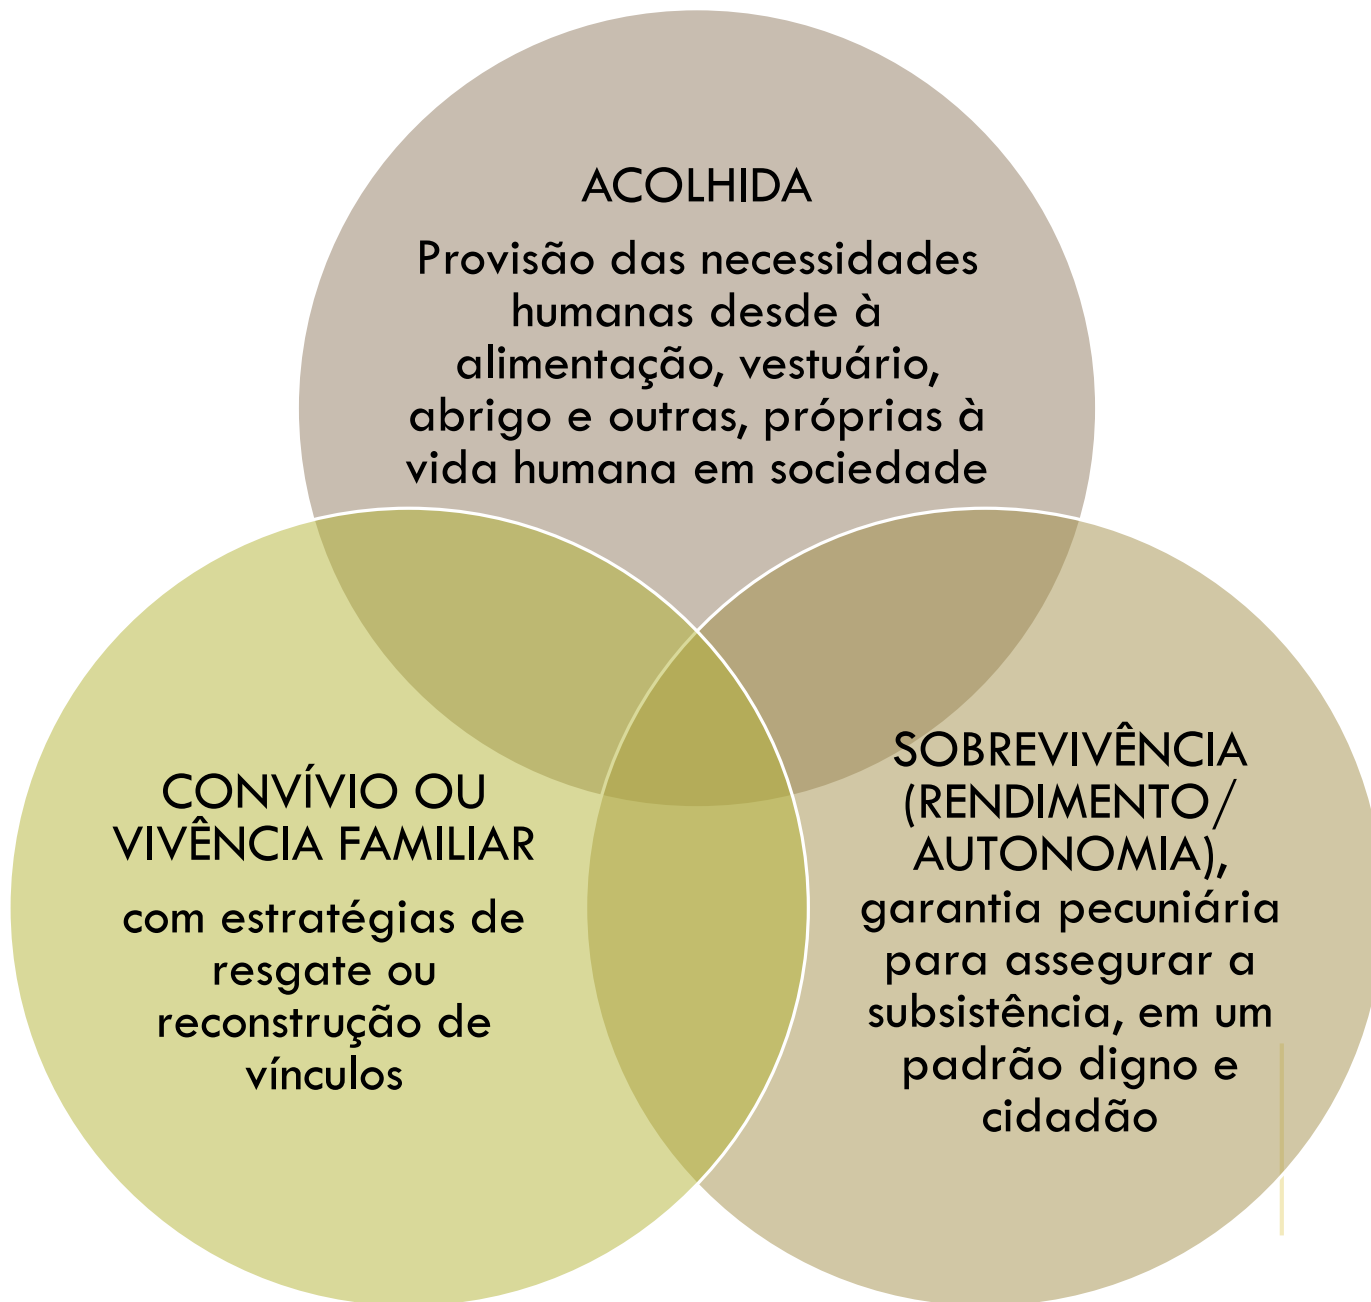 ACOLHIDA
Provisão das necessidades
humanas desde à
alimentação, vestuário,
abrigo e outras, próprias à
vida humana em sociedade
CONVÍVIO OU
VIVÊNCIA FAMILIAR
com estratégias de
resgate ou
reconstrução de
vínculos
SOBREVIVÊNCIA
(RENDIMENTO/
AUTONOMIA),
garantia pecuniária
para assegurar a
subsistência, em um
padrão digno e
cidadão